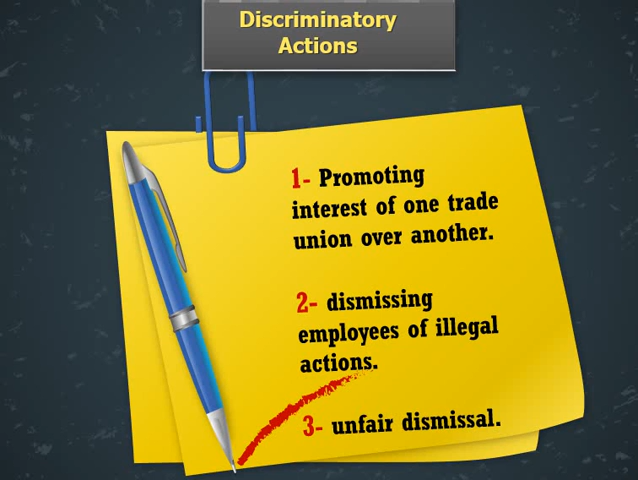 Discriminatory
Actions
1- Promoting
interest of one trade
union over another.
2- dismissing
employees of illegal
actions.
3- unfair dismissal.